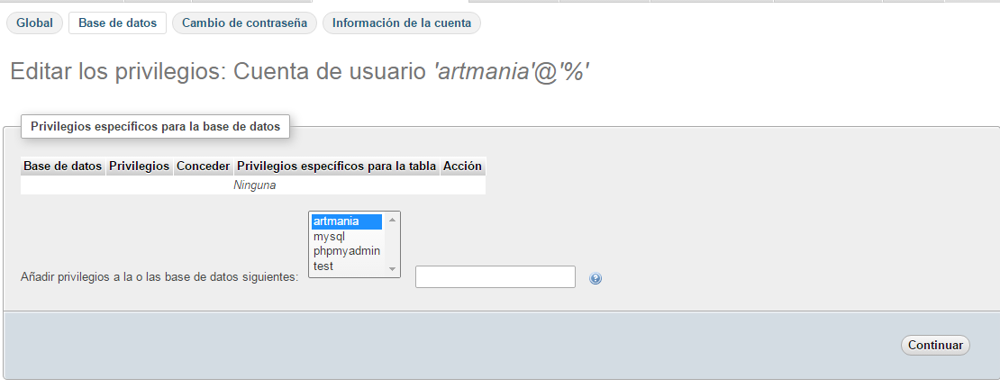 Global Base de datos Cambio de contraseña Información de la cuenta
Editar los privilegios: Cuenta de usuario 'artmania'@'%'
Privilegios específicos para la base de datos
Base de datos Privilegios Conceder Privilegios específicos para la tabla Acción
Ninguna
artmania
mysql
phpmyadmin
test
Añadir privilegios a la o las base de datos siguientes:
Continuar